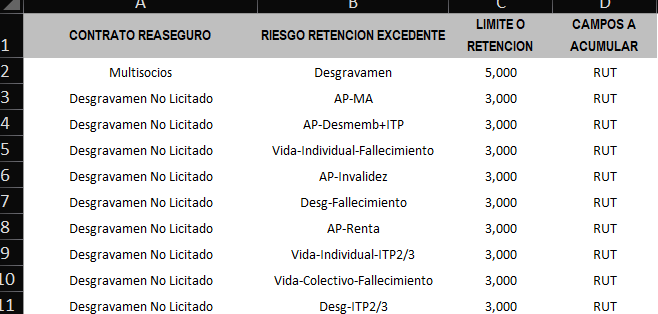 A B C D
1 CONTRATO REASEGURO RIESGO RETENCION EXCEDENTE LIMITE O RETENCION CAMPOS A ACUMULAR
2 Multisocios Desgravamen 5,000 RUT
3 Desgravamen No Licitado AP-MA 3,000 RUT
4 Desgravamen No Licitado AP-Desmemb+ITP 3,000 RUT
5 Desgravamen No Licitado Vida-Individual-Fallecimiento 3,000 RUT
6 Desgravamen No Licitado AP-Invalidez 3,000 RUT
7 Desgravamen No Licitado Desg-Fallecimiento 3,000 RUT
8 Desgravamen No Licitado AP-Renta 3,000 RUT
9 Desgravamen No Licitado Vida-Individual-ITP2/3 3,000 RUT
10 Desgravamen No Licitado Vida-Colectivo-Fallecimiento 3,000 RUT
11 Desgravamen No Licitado Desg-ITP2/3 3,000 RUT